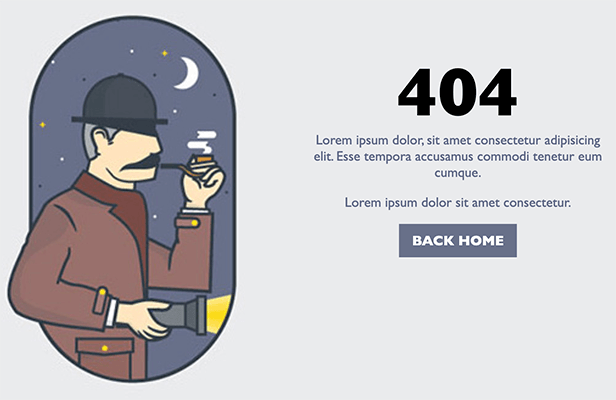 404
Lorem ipsum dolor, sit amet consectetur adipisicing
elit. Esse tempora accusamus commodi tenetur eum
cumque.
Lorem ipsum dolor sit amet consectetur.
BACK HOME